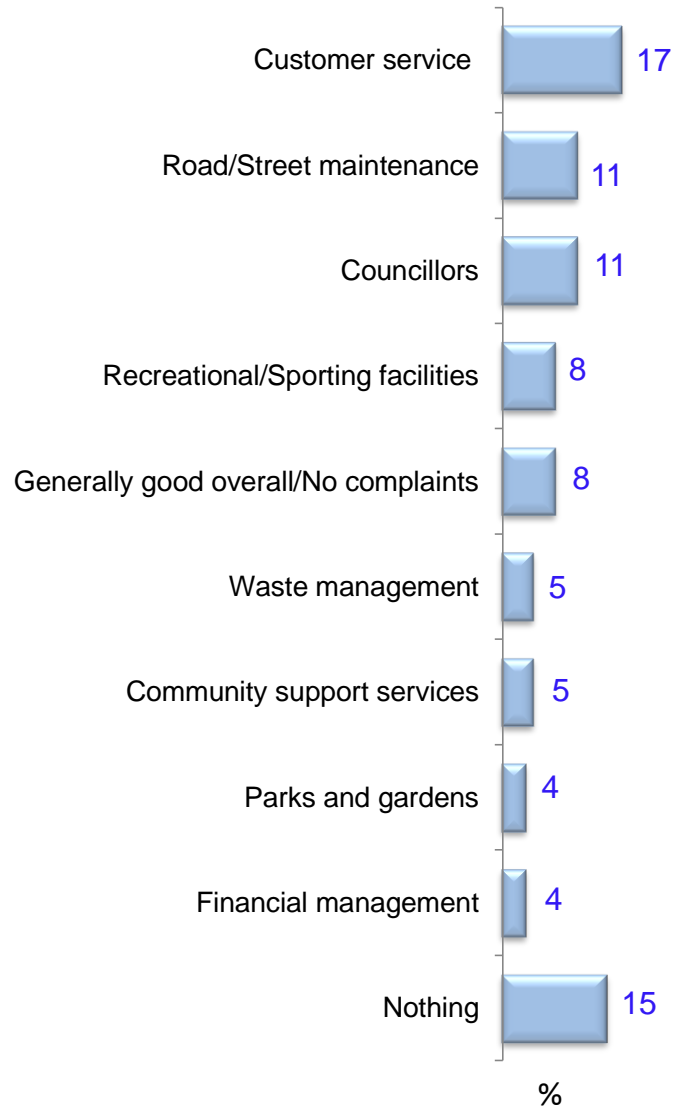 Customer service 17
Road/Street maintenance 11
Councillors 11
Recreational/Sporting facilities 8
Generally good overall/No complaints 8
Waste management 5
Community support services 5
Parks and gardens 4
Financial management 4
Nothing 15
%